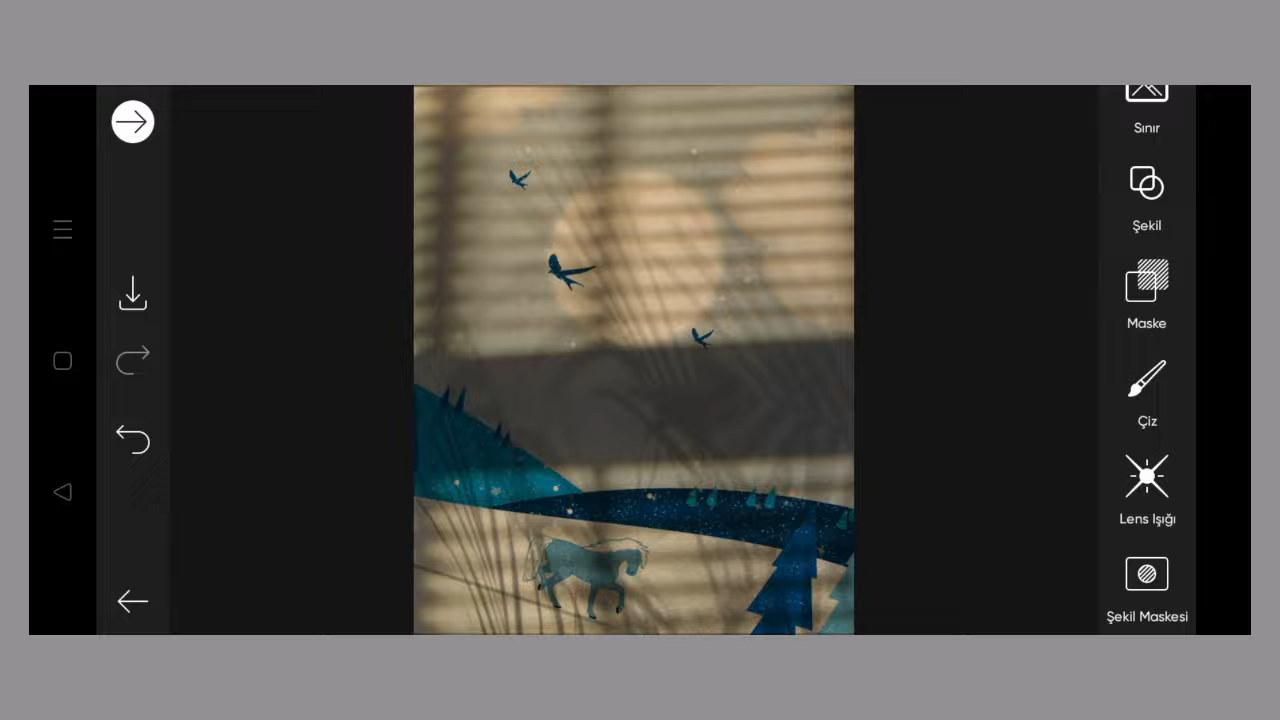 Sınır
Şekil
Maske
Çiz
Lens Işığı
Şekil Maskesi